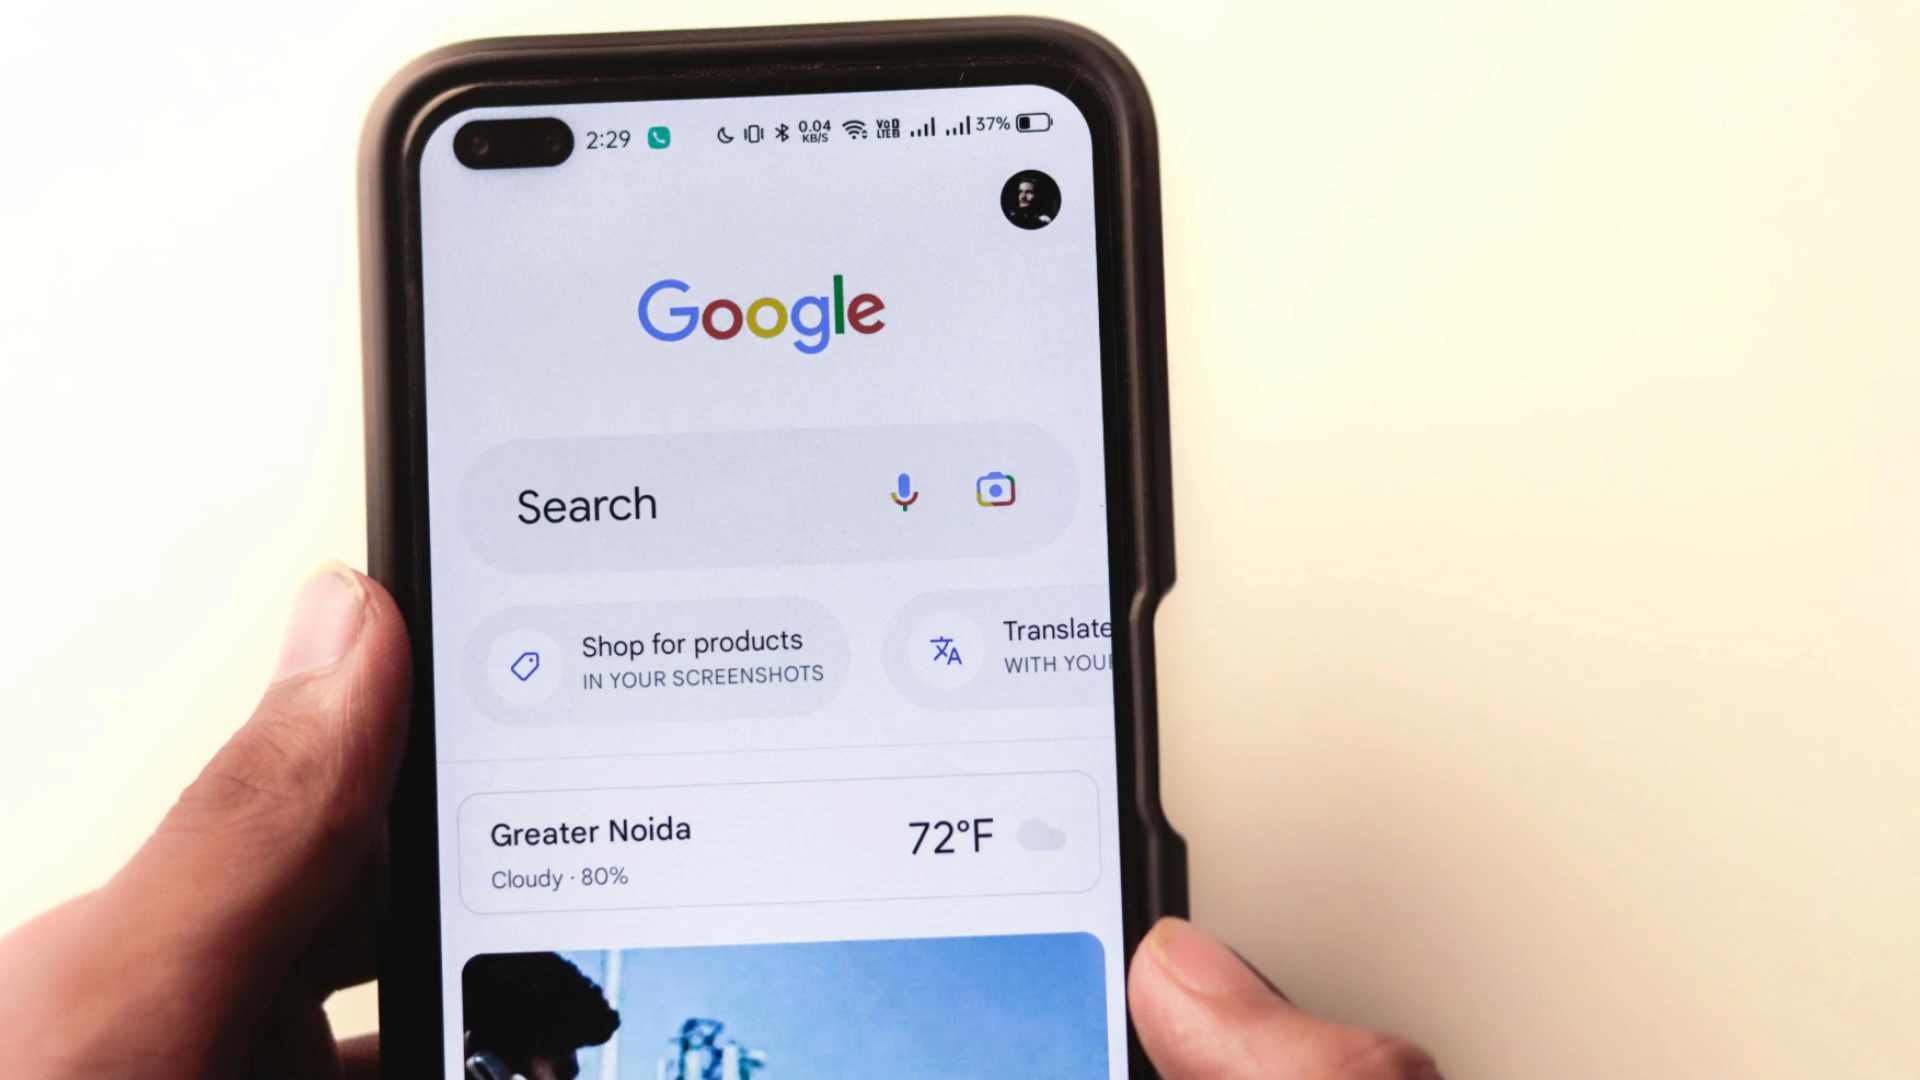 2:29 0.04 KB/S VoD LTE2 37%
Google
Search
Shop for products
IN YOUR SCREENSHOTS
Translate
WITH YOUR
Greater Noida 72°F
Cloudy · 80%